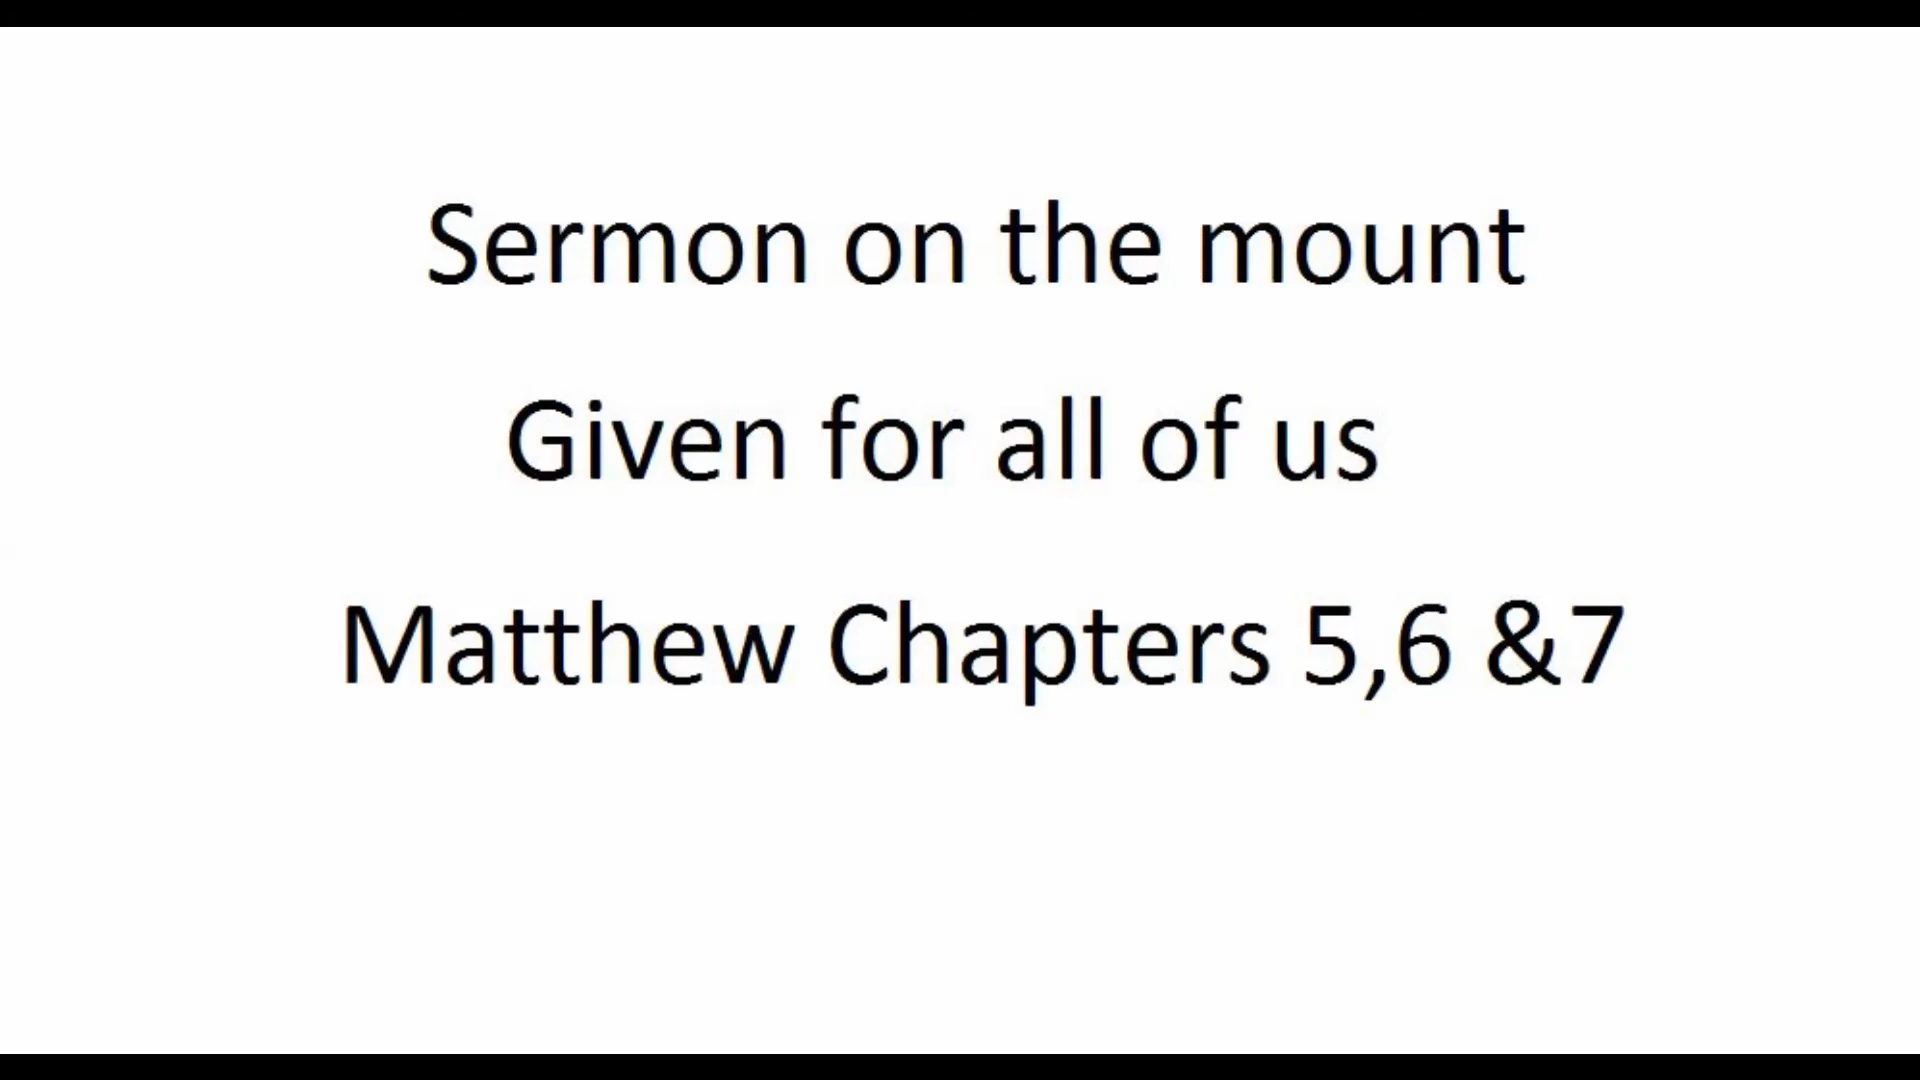 Sermon on the mount
Given for all of us
Matthew Chapters 5,6 &7